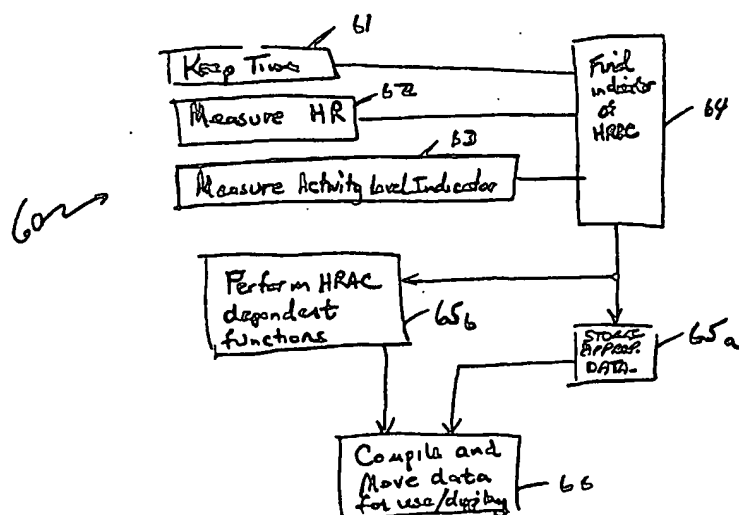 61
Keep Time
62
Measure HR
63
Measure Activity Level Indicator
Find
indicator
of
HRAC
64
60
Perform HRAC
dependent
functions
65b
STORE
APPROP.
DATA
65a
Compile and
Move data
for use/display
66